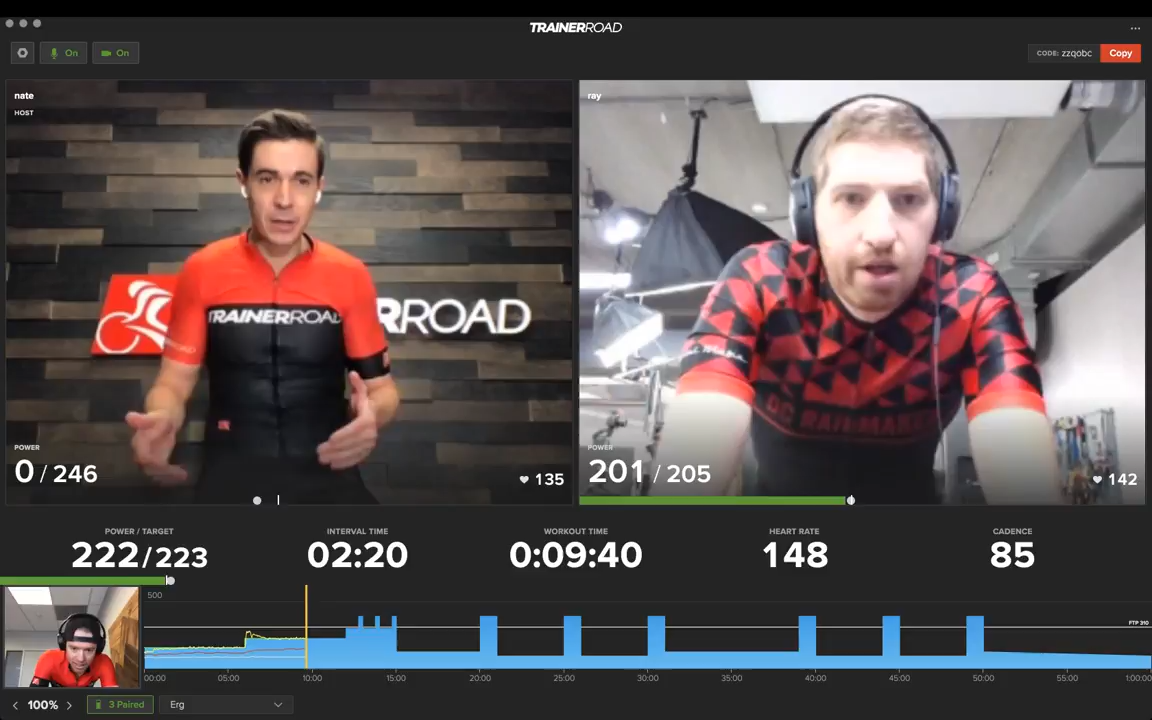 TRAINERROAD
On
On
CODE: zzqobc
Copy
nate
HOST
TRAINERROAD
RROAD
POWER
0 / 246
135
ray
DC RAINMAKER
POWER
201 / 205
142
POWER / TARGET
222/223
INTERVAL TIME
02:20
WORKOUT TIME
0:09:40
HEART RATE
148
CADENCE
85
500
FTP 310
00:00
05:00
10:00
15:00
20:00
25:00
30:00
40:00
45:00
50:00
55:00
1:00:00
100%
3 Paired
Erg